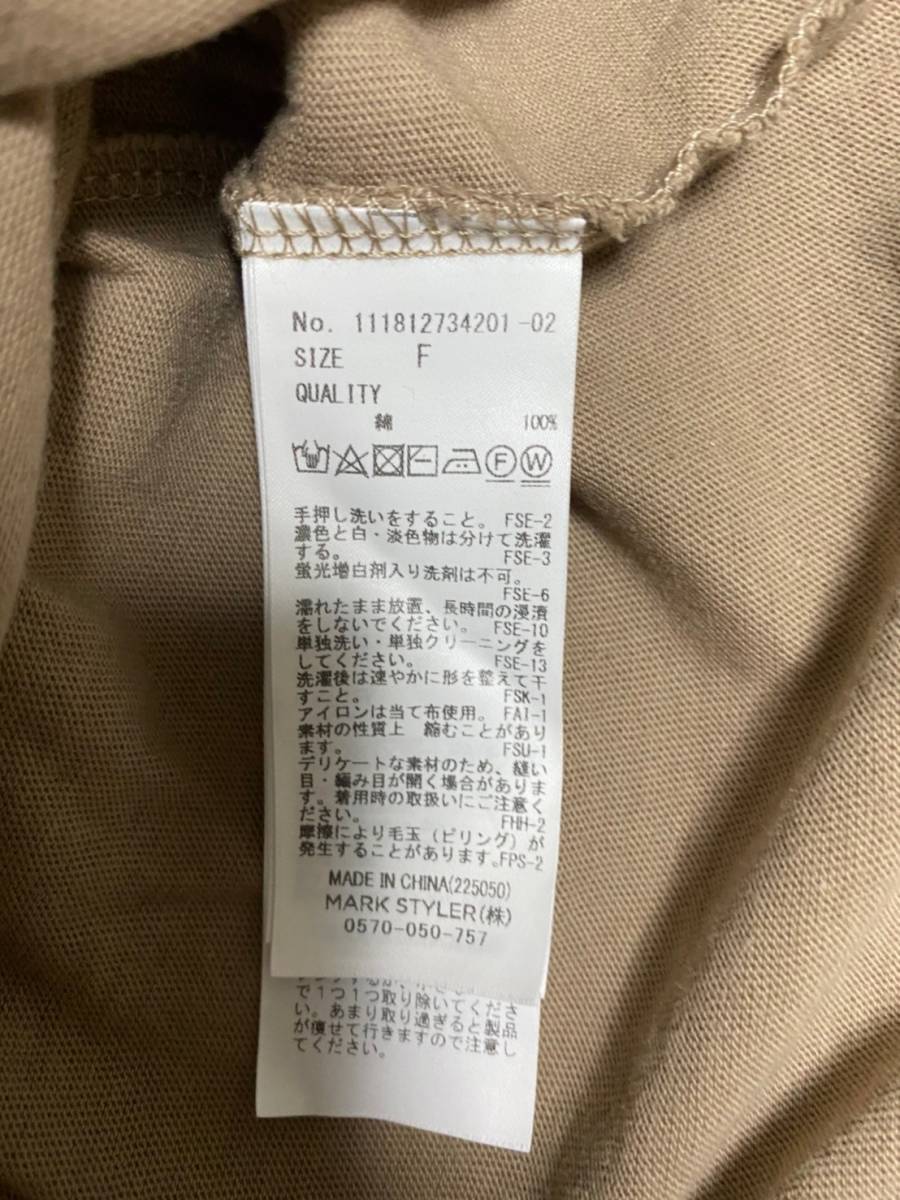 No. 111812734201-02
SIZE F
QUALITY
綿 100%
F W
手押し洗いをすること。 FSE-2
濃色と白・淡色物は分けて洗濯
する。 FSE-3
蛍光増白剤入り洗剤は不可。
FSE-6
濡れたまま放置、長時間の浸漬
をしないでください。 FSE-10
単独洗い・単独クリーニングを
してください。 FSE-13
洗濯後は速やかに形を整えて干
すこと。 FSK-1
アイロンは当て布使用。 FAI-1
素材の性質上 縮むことがあり
ます。 FSU-1
デリケートな素材のため、縫い
目・編み目が開く場合がありま
す。着用時の取扱いにご注意く
ださい。 FHH-2
摩擦により毛玉（ピリング）が
発生することがあります。FPS-2
MADE IN CHINA(225050)
MARK STYLER(株)
0570-050-757
で１つ１つ取り除いてくださ
い。あまり取り過ぎると製品
が痩せて行きますので注意し
てください。